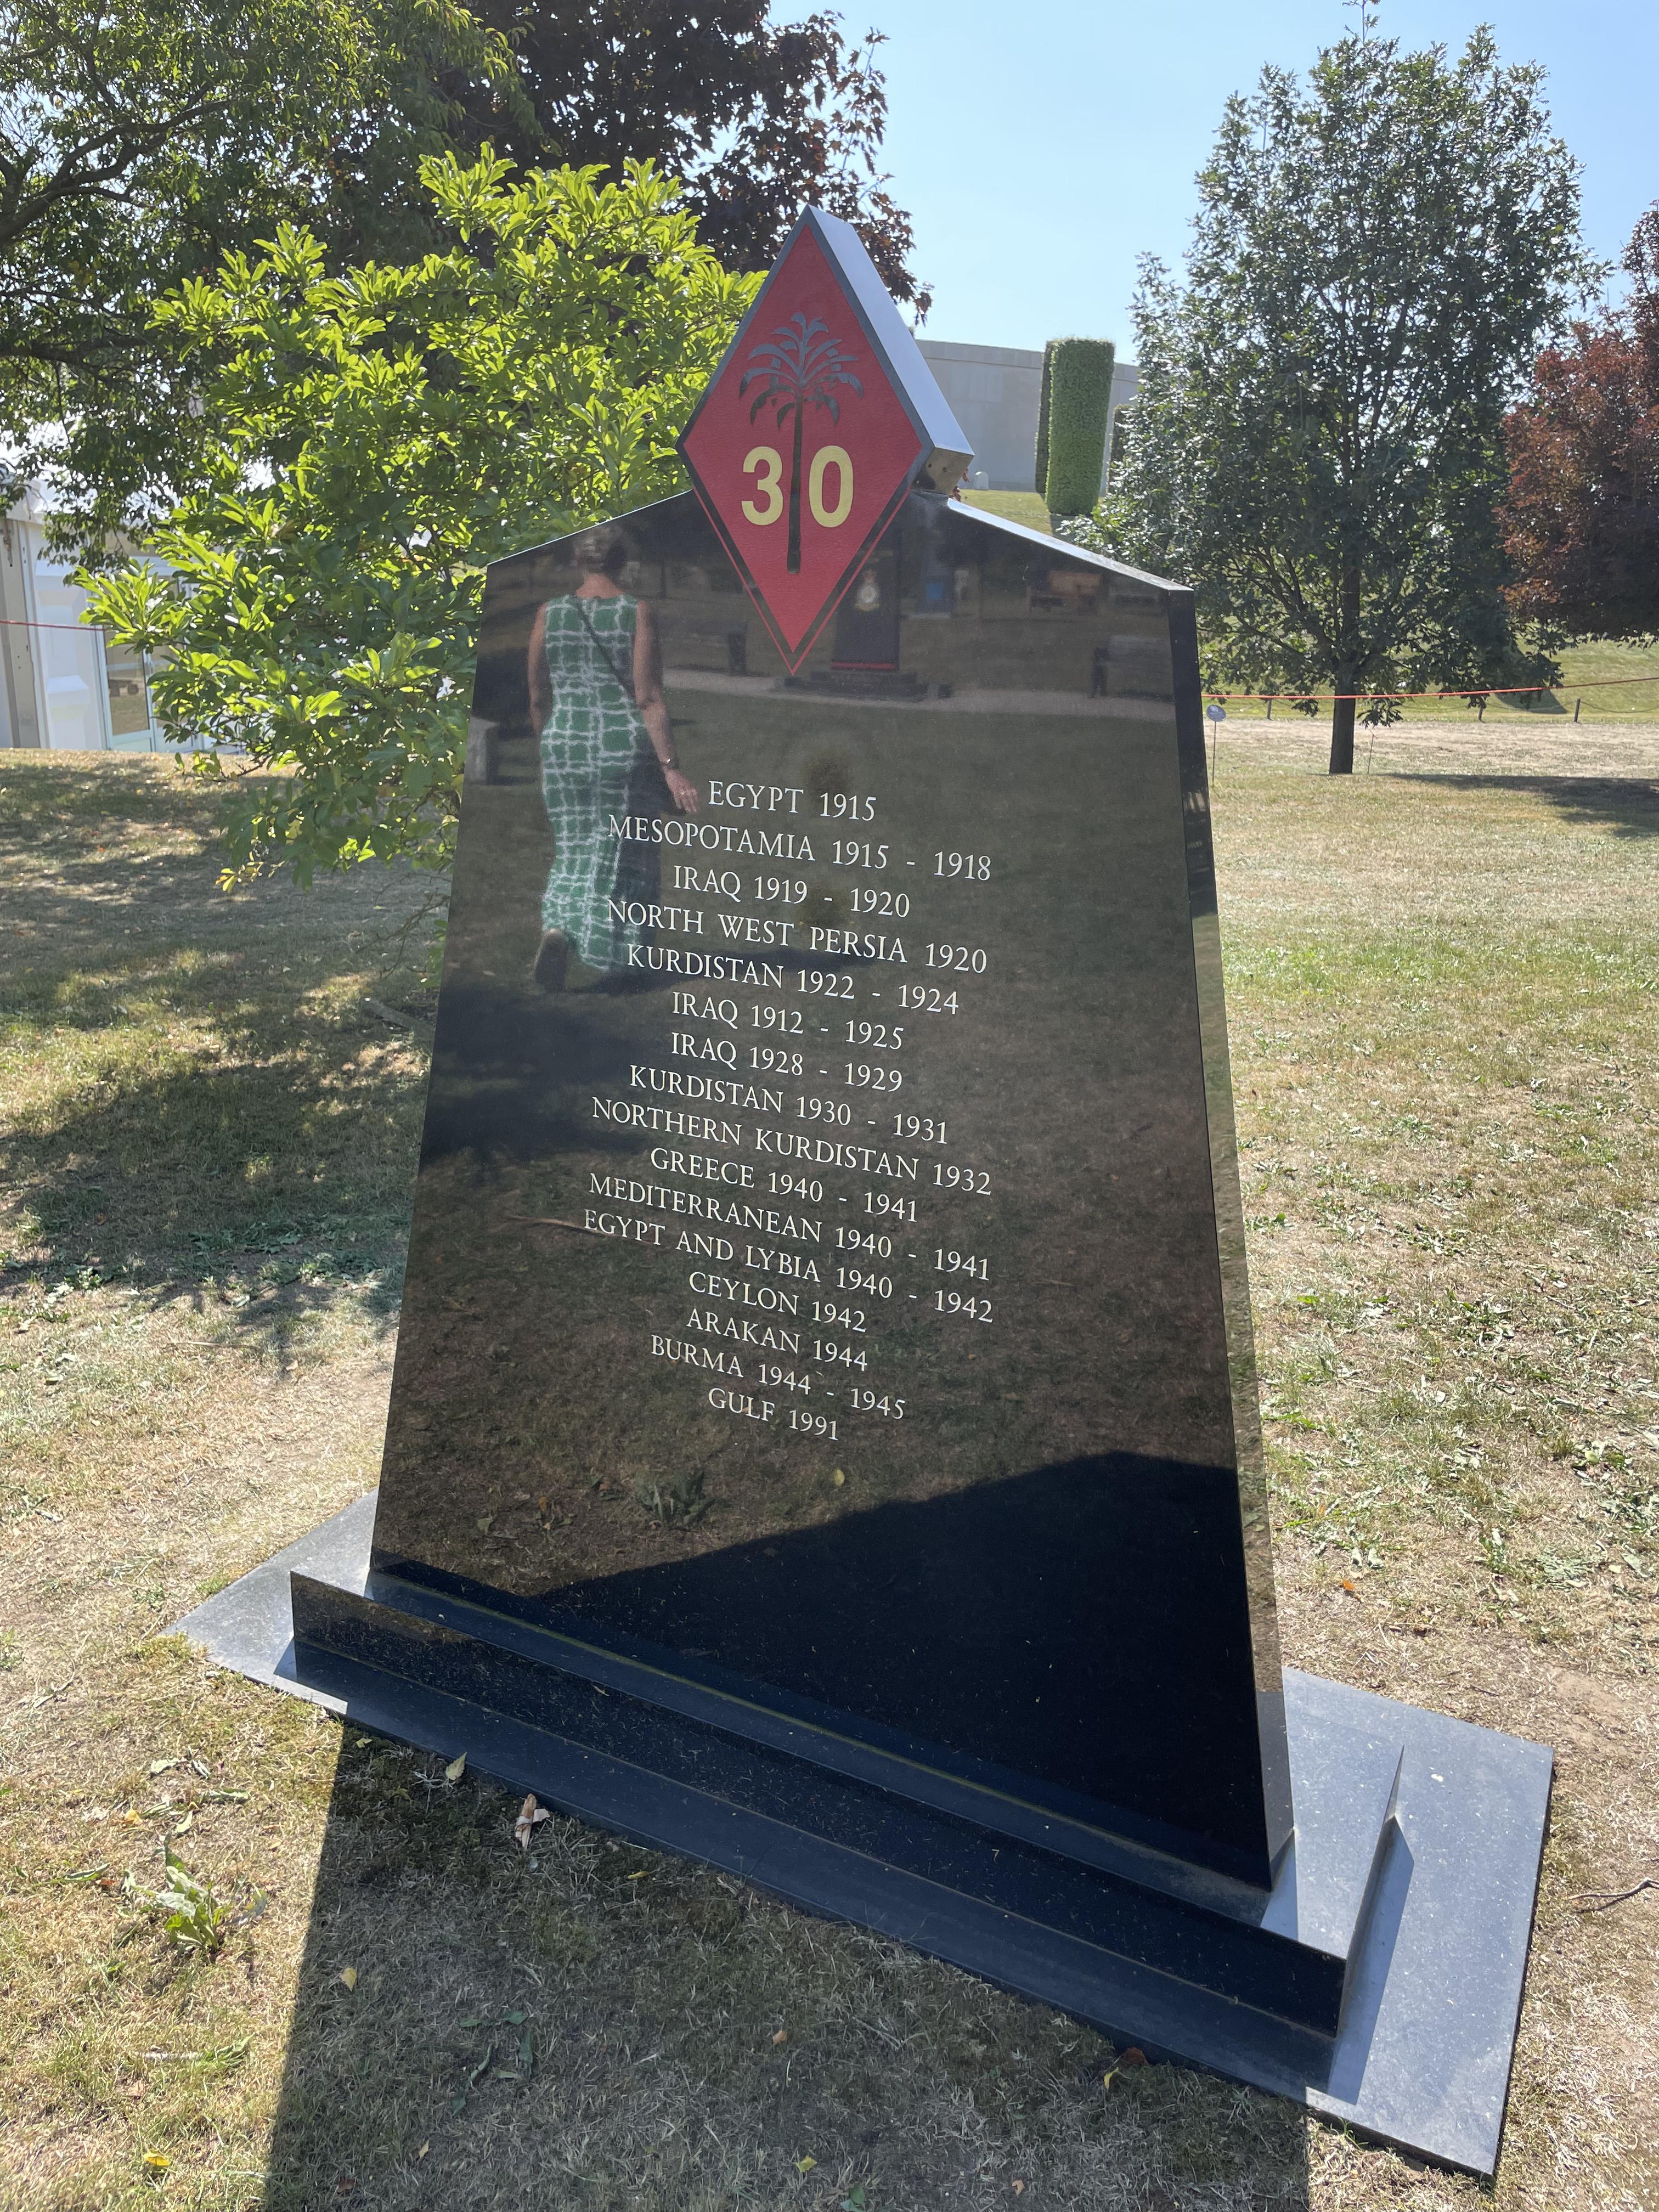 30
EGYPT 1915
MESOPOTAMIA 1915 - 1918
IRAQ 1919 - 1920
NORTH WEST PERSIA 1920
KURDISTAN 1922 - 1924
IRAQ 1912 - 1925
IRAQ 1928 - 1929
KURDISTAN 1930 - 1931
NORTHERN KURDISTAN 1932
GREECE 1940 - 1941
MEDITERRANEAN 1940 - 1941
EGYPT AND LYBIA 1940 - 1942
CEYLON 1942
ARAKAN 1944
BURMA 1944 - 1945
GULF 1991